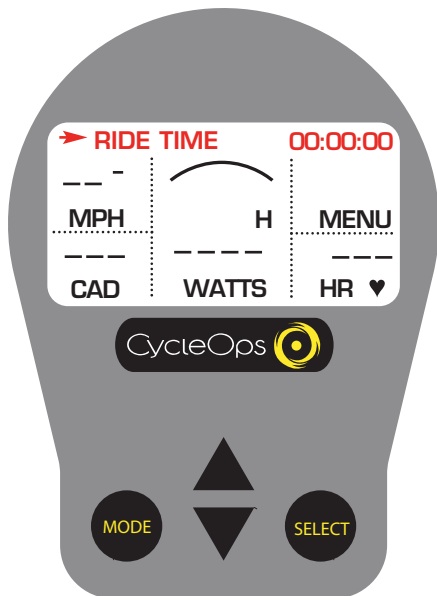 ➤ RIDE TIME 00:00:00
_ _ -
MPH H MENU
_ _ _ _ _ _ _ _ _ _
CAD WATTS HR ♥
CycleOps
MODE SELECT